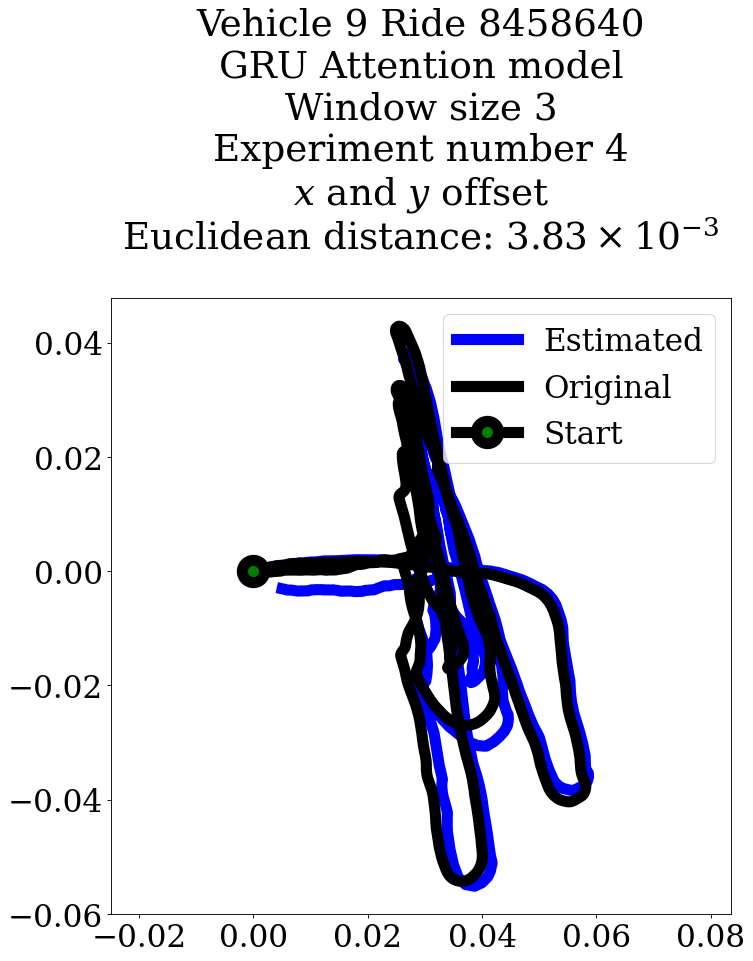 Vehicle 9 Ride 8458640
GRU Attention model
Window size 3
Experiment number 4
x and y offset
Euclidean distance: 3.83 × 10⁻³
Estimated
Original
Start
0.04
0.02
0.00
−0.02
−0.04
−0.06
−0.02 0.00 0.02 0.04 0.06 0.08